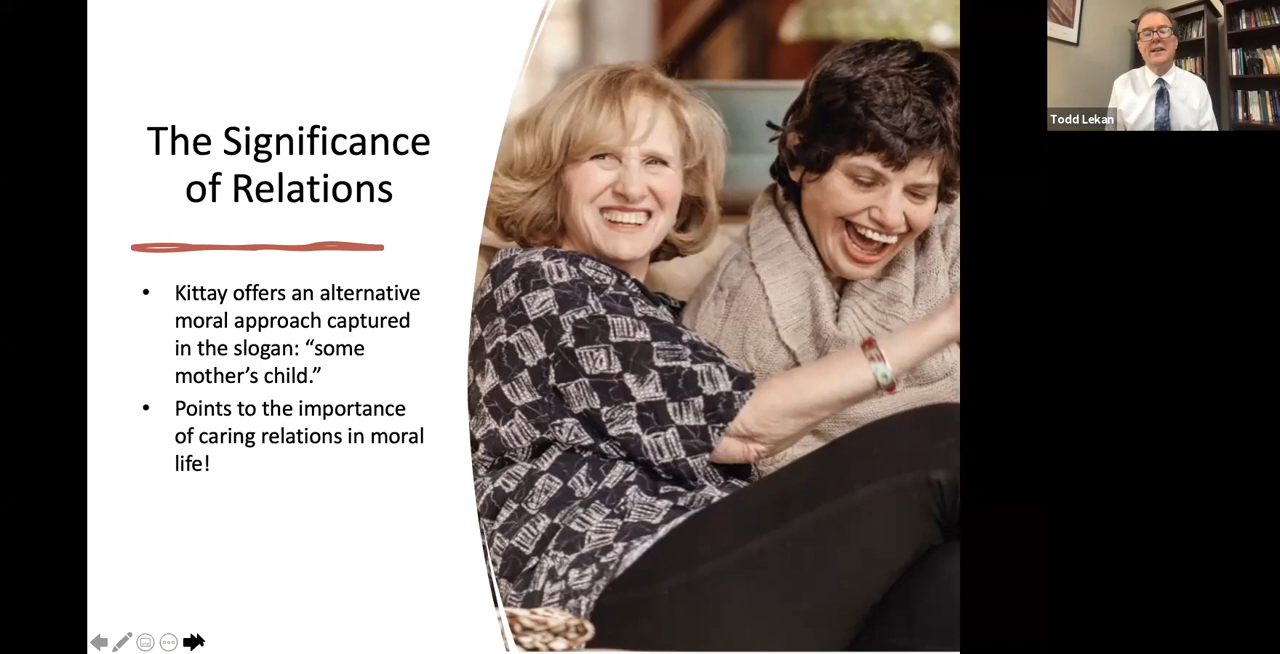 The Significance
of Relations
• Kittay offers an alternative
moral approach captured
in the slogan: “some
mother’s child.”
• Points to the importance
of caring relations in moral
life!
Todd Lekan